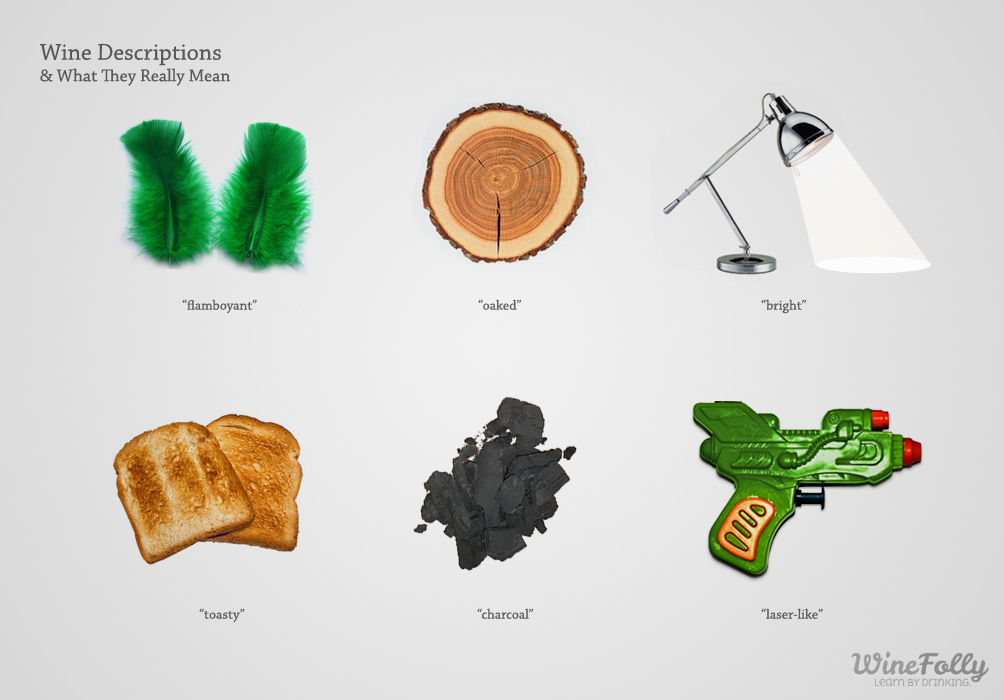 Wine Descriptions
& What They Really Mean
“flamboyant”
“oaked”
“bright”
“toasty”
“charcoal”
“laser-like”
WineFolly
LEARN BY DRINKING.